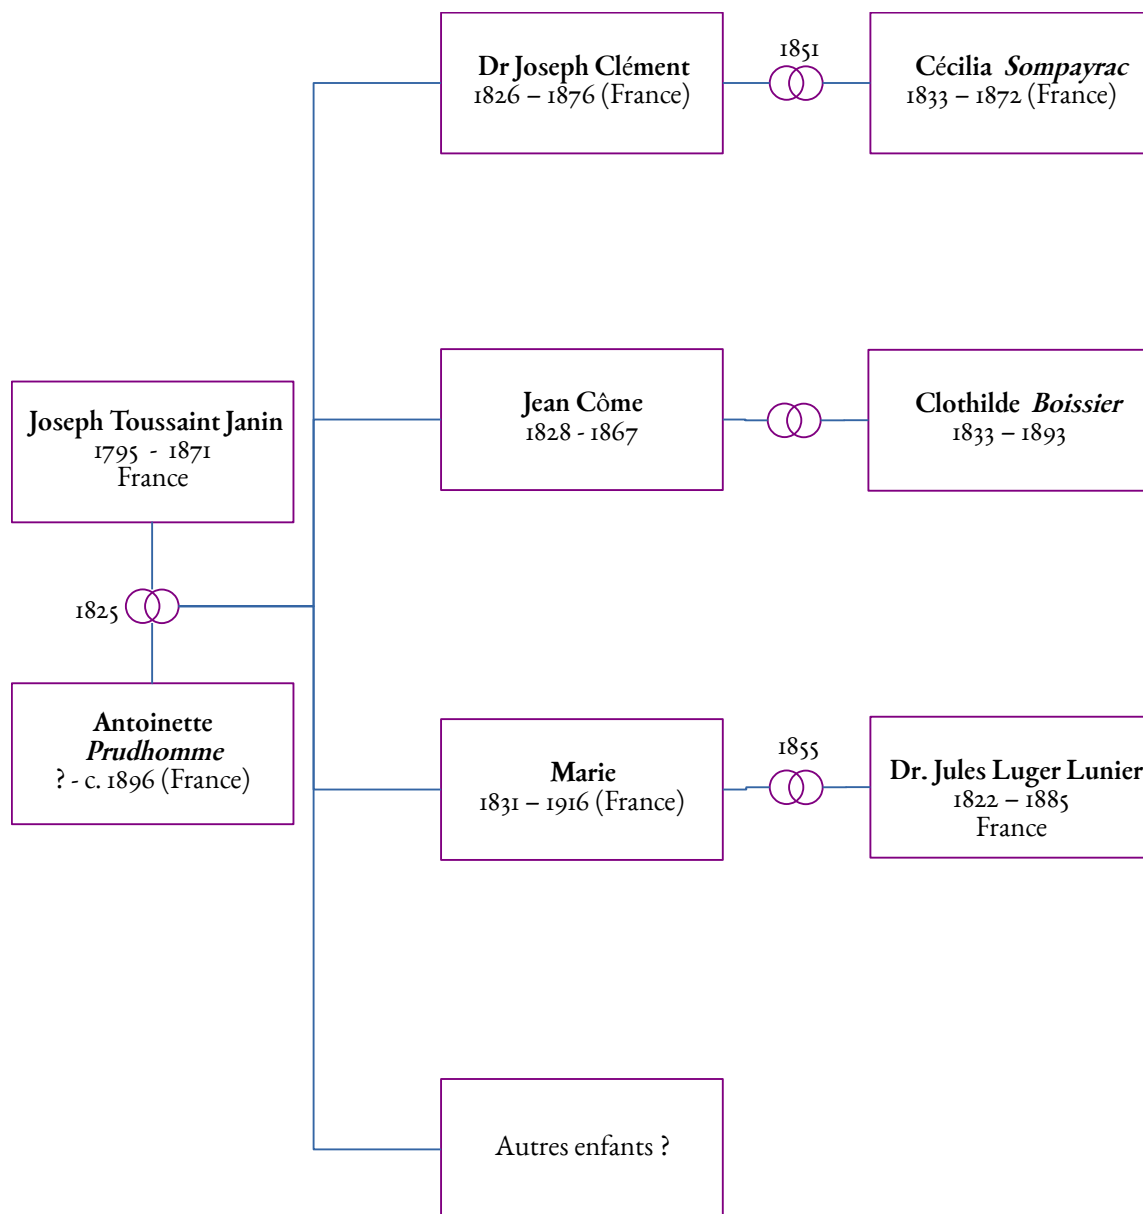 Dr Joseph Clément
1826 – 1876 (France)
1851
Cécilia Sompayrac
1833 – 1872 (France)
Jean Côme
1828 - 1867
Clothilde Boissier
1833 – 1893
Joseph Toussaint Janin
1795 - 1871
France
1825
Antoinette
Prudhomme
? - c. 1896 (France)
Marie
1831 – 1916 (France)
1855
Dr. Jules Luger Lunier
1822 – 1885
France
Autres enfants ?